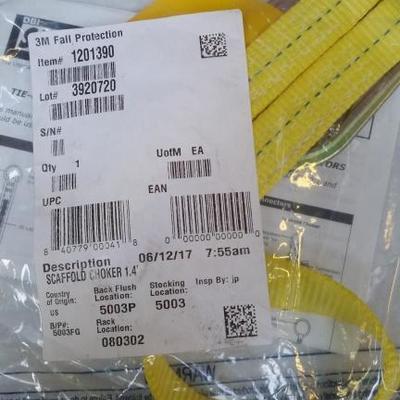 DBI
3M Fall Protection
Item# 1201390
Lot# 3920720
S/N#
Qty 1
UofM EA
UPC
EAN
8 40779 00041 8
0 00000 00000 0
Description 06/12/17 7:55am
SCAFFOLD CHOKER 1.4'
Country of Origin: US
Back Flush Location: 5003P
Stocking Location: 5003
Insp By: jp
B/P#: 5003FG
Rack Location: 080302